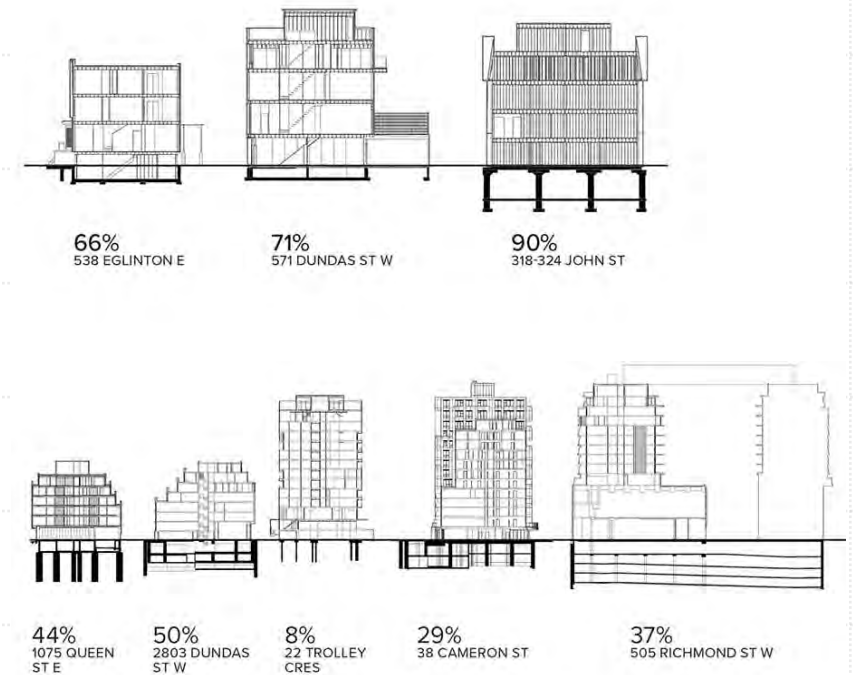 66%
538 EGLINTON E
71%
571 DUNDAS ST W
90%
318-324 JOHN ST
44%
1075 QUEEN
ST E
50%
2803 DUNDAS
ST W
8%
22 TROLLEY
CRES
29%
38 CAMERON ST
37%
505 RICHMOND ST W